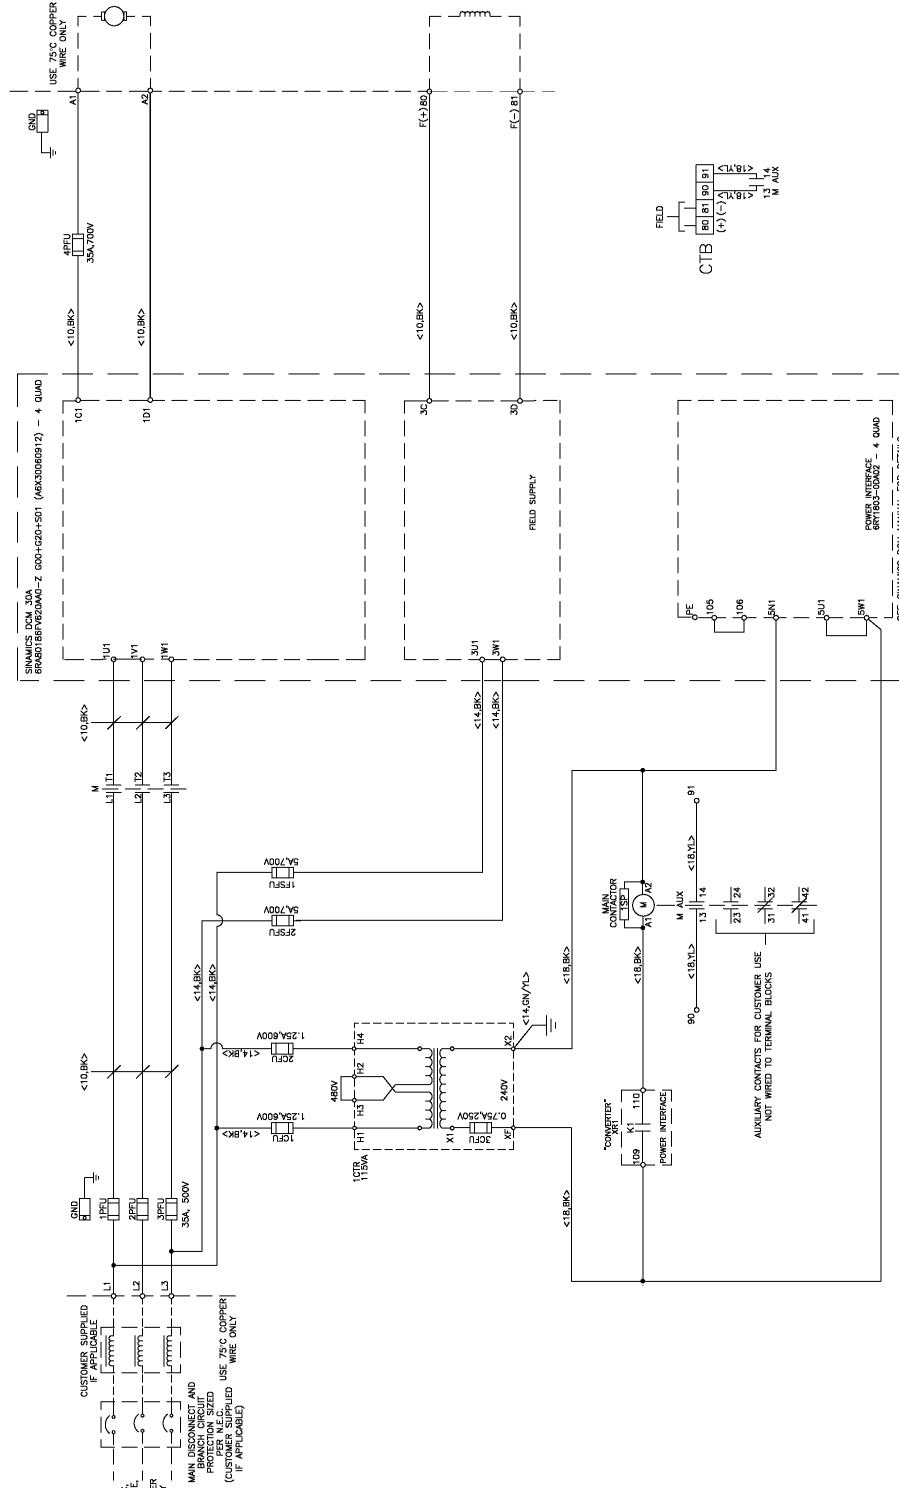 USE 75°C COPPER
WIRE ONLY
A1
A2
F(+) 80
F(-) 81
GND
4PFU
35A,700V
<10,BK>
<10,BK>
<10,BK>
<10,BK>
FIELD
80
81
90
91
(+)
(-)
CTB
<18,YL>
<18,YL>
13
14
M AUX
SINAMICS DCM 30A
1C1
1D1
3C
3D
FIELD SUPPLY
POWER INTERFACE
6RY1803-0DA02 - 4 QUAD
PE
105
106
5N1
5U1
5W1
1U1
1V1
1W1
3U1
3W1
<10,BK>
<14,BK>
<14,BK>
M
L1
T1
L2
T2
L3
T3
5A,700V
1FSFU
5A,700V
2FSFU
<14,BK>
<14,BK>
<10,BK>
MAIN
CONTACTOR
1SP
M
A1
A2
<18,BK>
<18,BK>
90
<18,YL>
M AUX
13
14
<18,YL>
91
23
24
31
32
41
42
AUXILIARY CONTACTS FOR CUSTOMER USE
NOT WIRED TO TERMINAL BLOCKS
<14,GN/YL>
1.25A,600V
2CFU
<14,BK>
1.25A,600V
1CFU
<14,BK>
480V
H1
H3
H2
H4
1CTR
115VA
X1
3CFU
0.75A,250V
XF
240V
X2
<18,BK>
"CONVERTER"
XR1
109
K1
110
POWER INTERFACE
GND
1PFU
2PFU
3PFU
35A, 500V
L1
L2
L3
CUSTOMER SUPPLIED
IF APPLICABLE
USE 75°C COPPER
WIRE ONLY
MAIN DISCONNECT AND
BRANCH CIRCUIT
PROTECTION SIZED
PER N.E.C.
(CUSTOMER SUPPLIED
IF APPLICABLE)